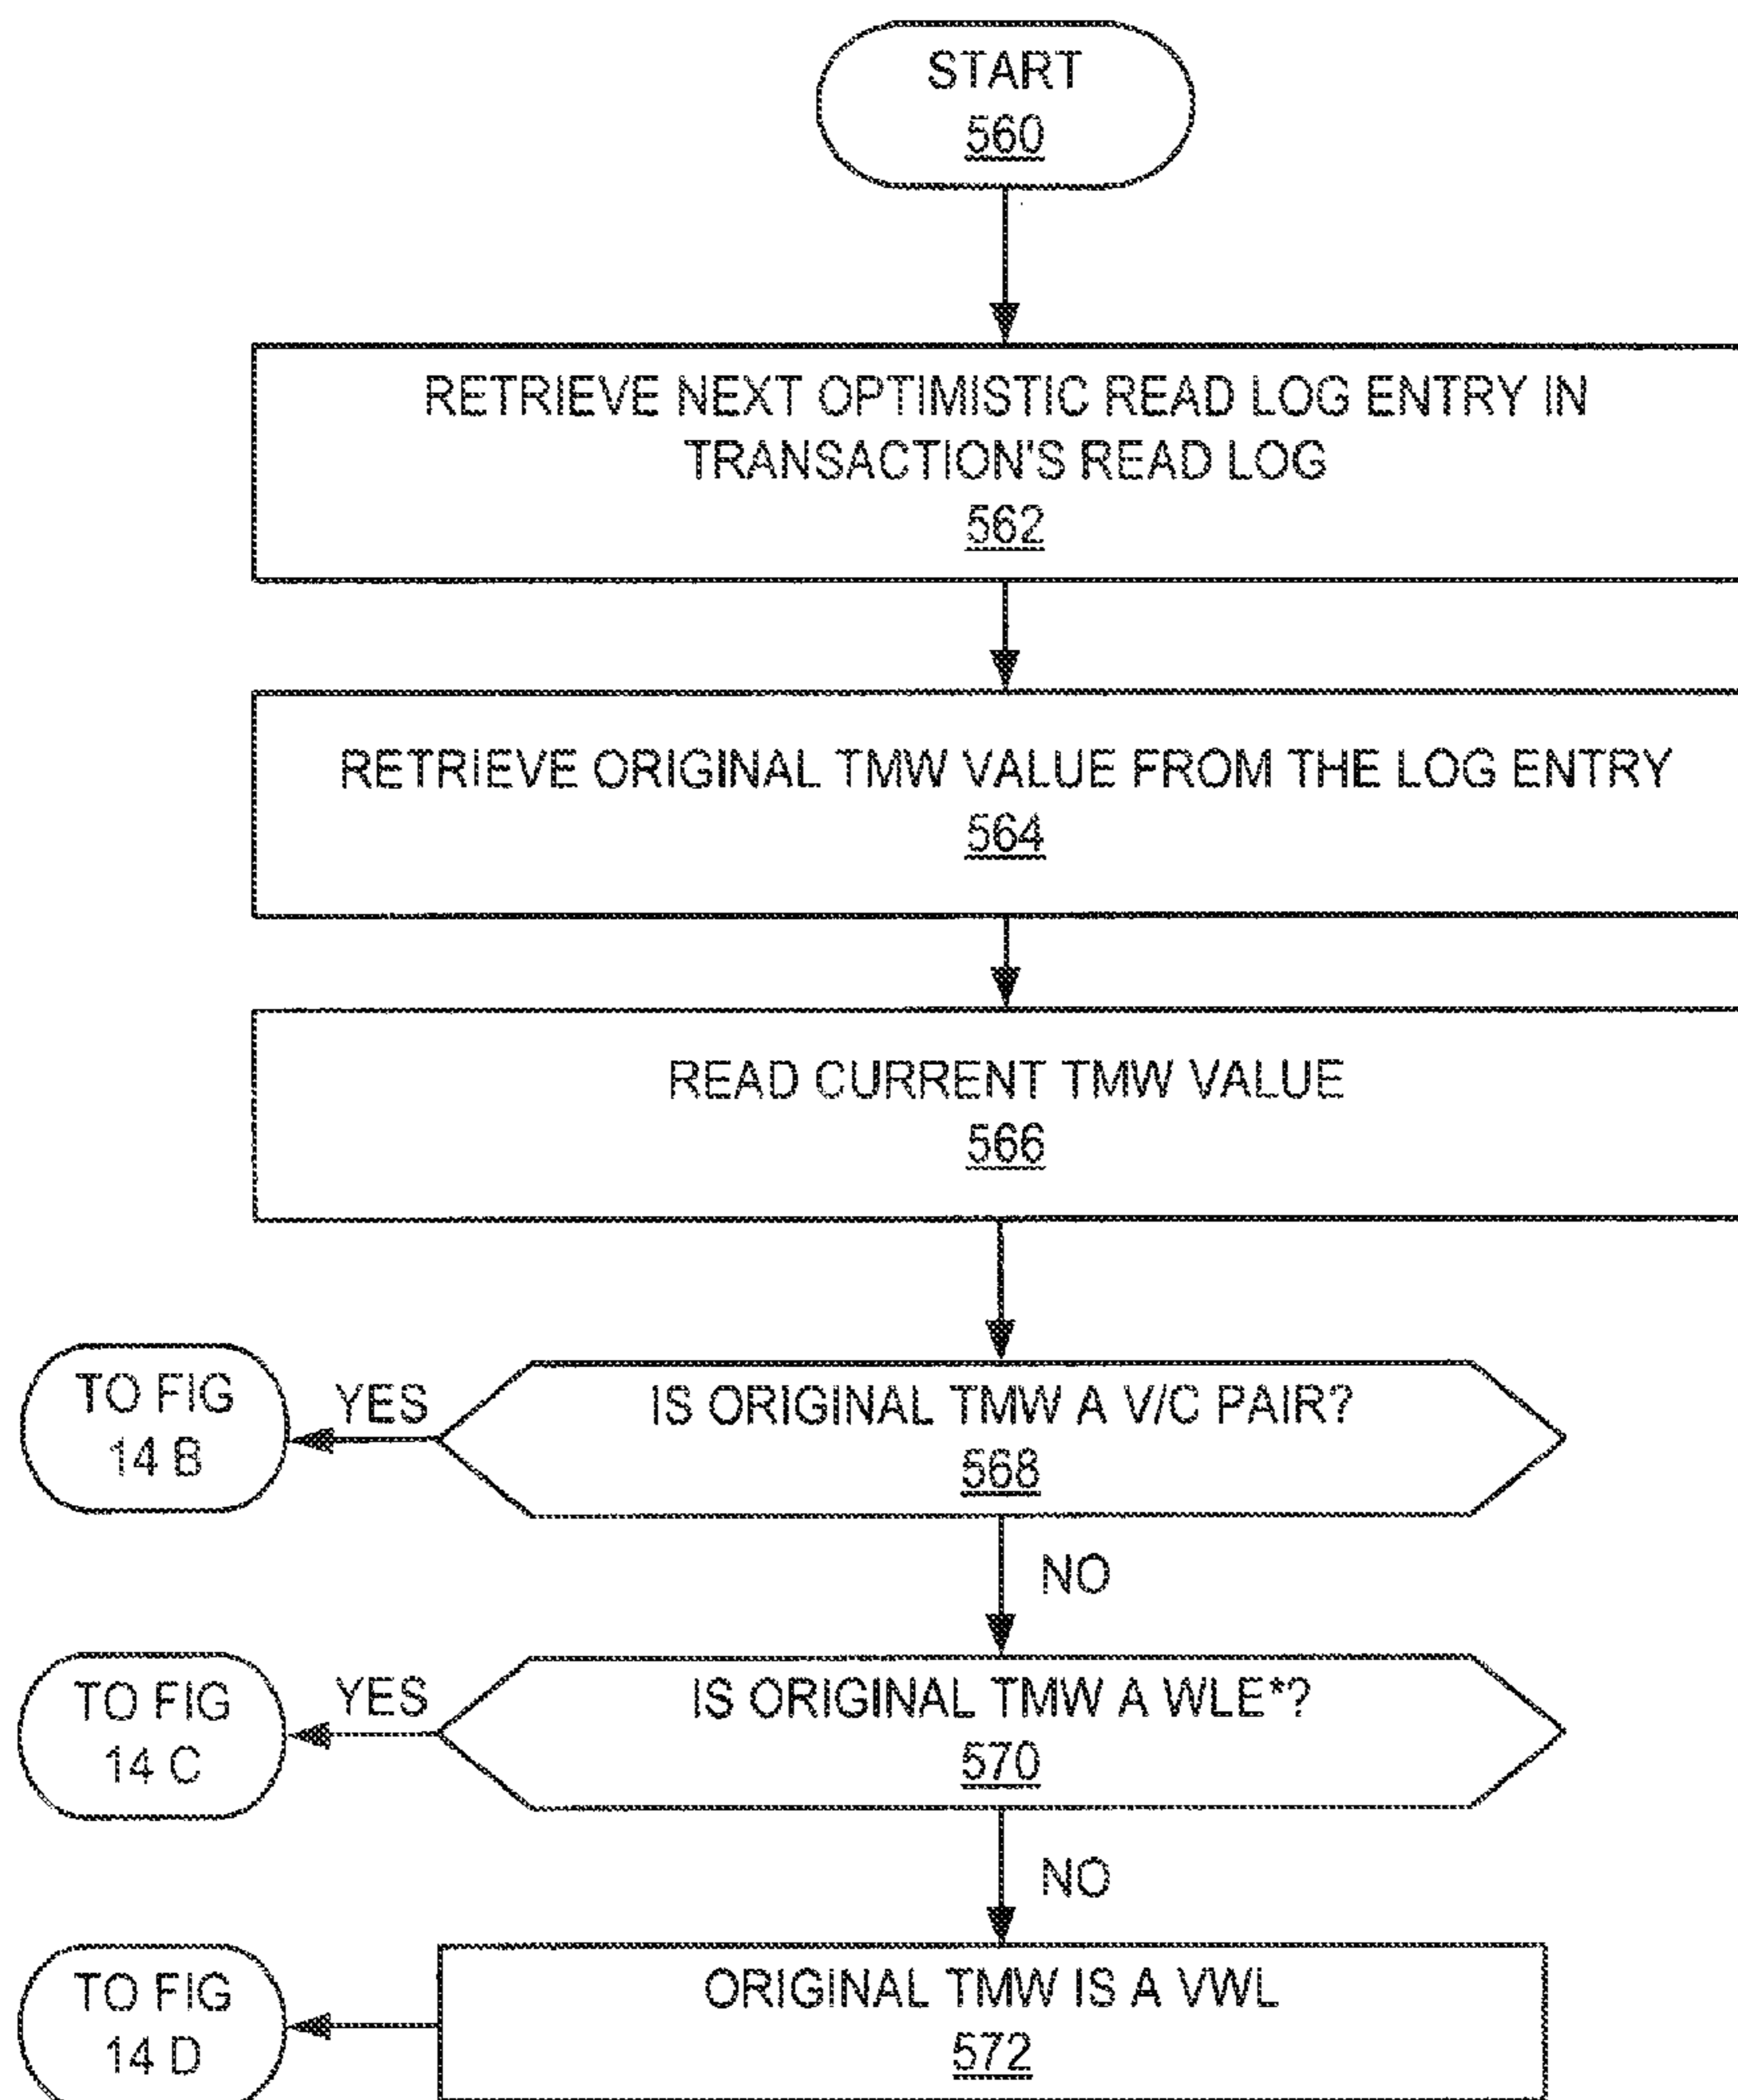 START
560
RETRIEVE NEXT OPTIMISTIC READ LOG ENTRY IN
TRANSACTION'S READ LOG
562
RETRIEVE ORIGINAL TMW VALUE FROM THE LOG ENTRY
564
READ CURRENT TMW VALUE
566
TO FIG
14 B
YES
IS ORIGINAL TMW A V/C PAIR?
568
NO
TO FIG
14 C
YES
IS ORIGINAL TMW A WLE*?
570
NO
TO FIG
14 D
ORIGINAL TMW IS A VWL
572